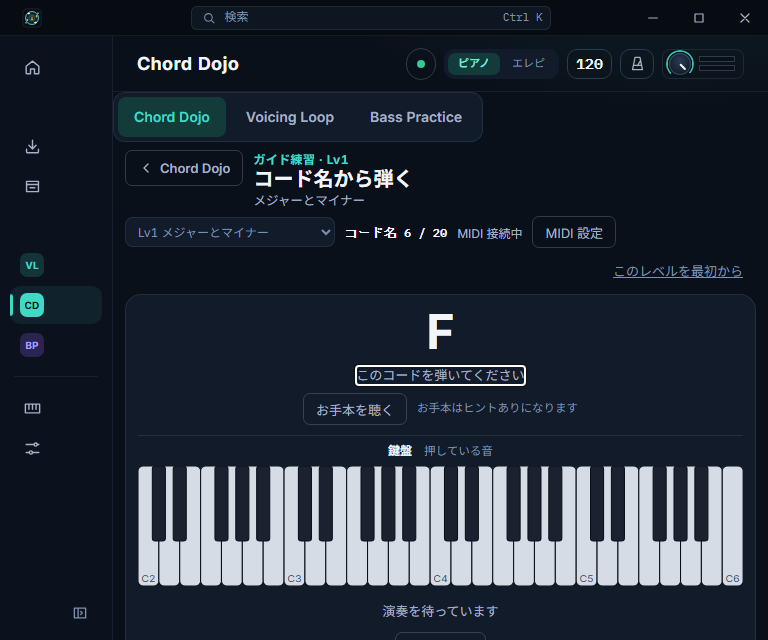 検索 Ctrl K
Chord Dojo
ピアノ エレピ
120
Chord Dojo Voicing Loop Bass Practice
Chord Dojo
ガイド練習 · Lv1
コード名から弾く
メジャーとマイナー
Lv1 メジャーとマイナー コード名 6 / 20 MIDI 接続中 MIDI 設定
このレベルを最初から
VL
CD
BP
F
このコードを弾いてください
お手本を聴く お手本はヒントありになります
鍵盤 押している音
C2 C3 C4 C5 C6
演奏を待っています